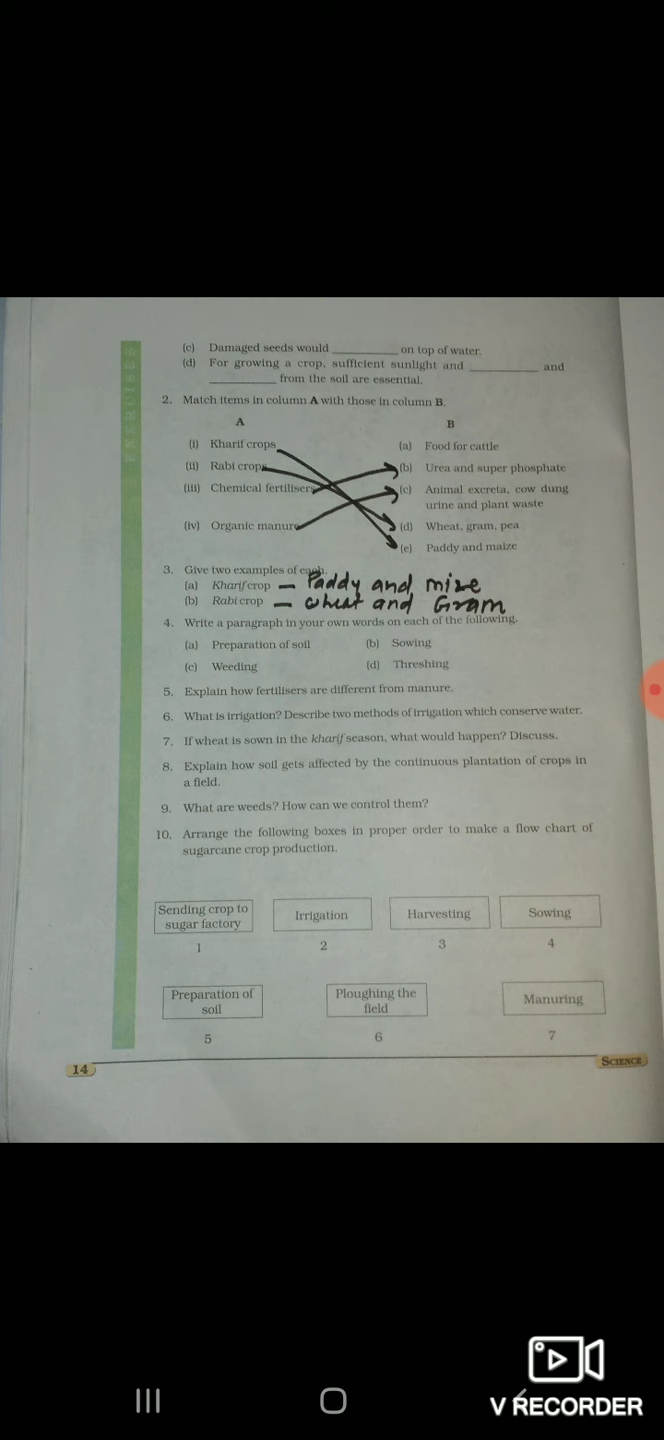 EXERCISES
(c) Damaged seeds would __________ on top of water.
(d) For growing a crop, sufficient sunlight and __________ and
__________ from the soil are essential.
2. Match items in column A with those in column B.
A B
(i) Kharif crops (a) Food for cattle
(ii) Rabi crops (b) Urea and super phosphate
(iii) Chemical fertilisers (c) Animal excreta, cow dung
urine and plant waste
(iv) Organic manure (d) Wheat, gram, pea
(e) Paddy and maize
3. Give two examples of each.
(a) Kharif crop — Paddy and mize
(b) Rabi crop — wheat and Gram
4. Write a paragraph in your own words on each of the following.
(a) Preparation of soil (b) Sowing
(c) Weeding (d) Threshing
5. Explain how fertilisers are different from manure.
6. What is irrigation? Describe two methods of irrigation which conserve water.
7. If wheat is sown in the kharif season, what would happen? Discuss.
8. Explain how soil gets affected by the continuous plantation of crops in
a field.
9. What are weeds? How can we control them?
10. Arrange the following boxes in proper order to make a flow chart of
sugarcane crop production.
Sending crop to
sugar factory
Irrigation
Harvesting
Sowing
1 2 3 4
Preparation of
soil
Ploughing the
field
Manuring
5 6 7
14
SCIENCE
V RECORDER